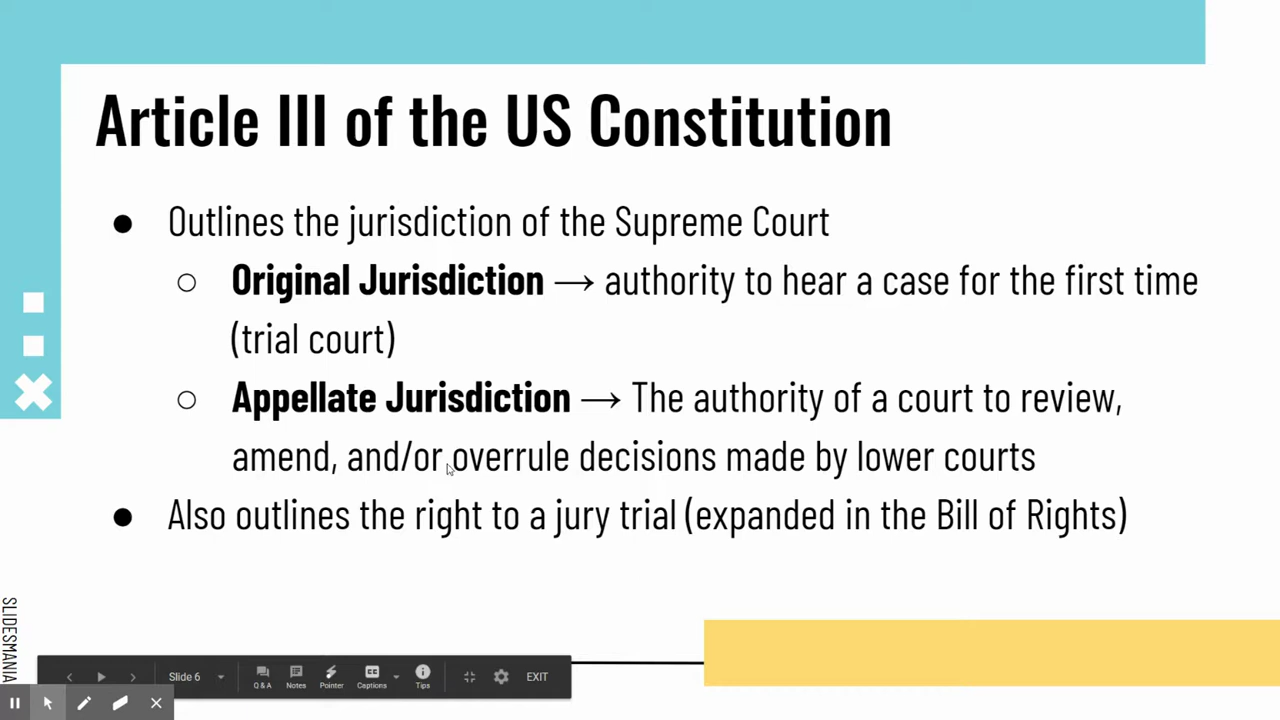 Article III of the US Constitution
● Outlines the jurisdiction of the Supreme Court
○ Original Jurisdiction → authority to hear a case for the first time
(trial court)
○ Appellate Jurisdiction → The authority of a court to review,
amend, and/or overrule decisions made by lower courts
● Also outlines the right to a jury trial (expanded in the Bill of Rights)
SLIDESMANIA
Slide 6
Q & A
Notes
Pointer
Captions
Tips
EXIT